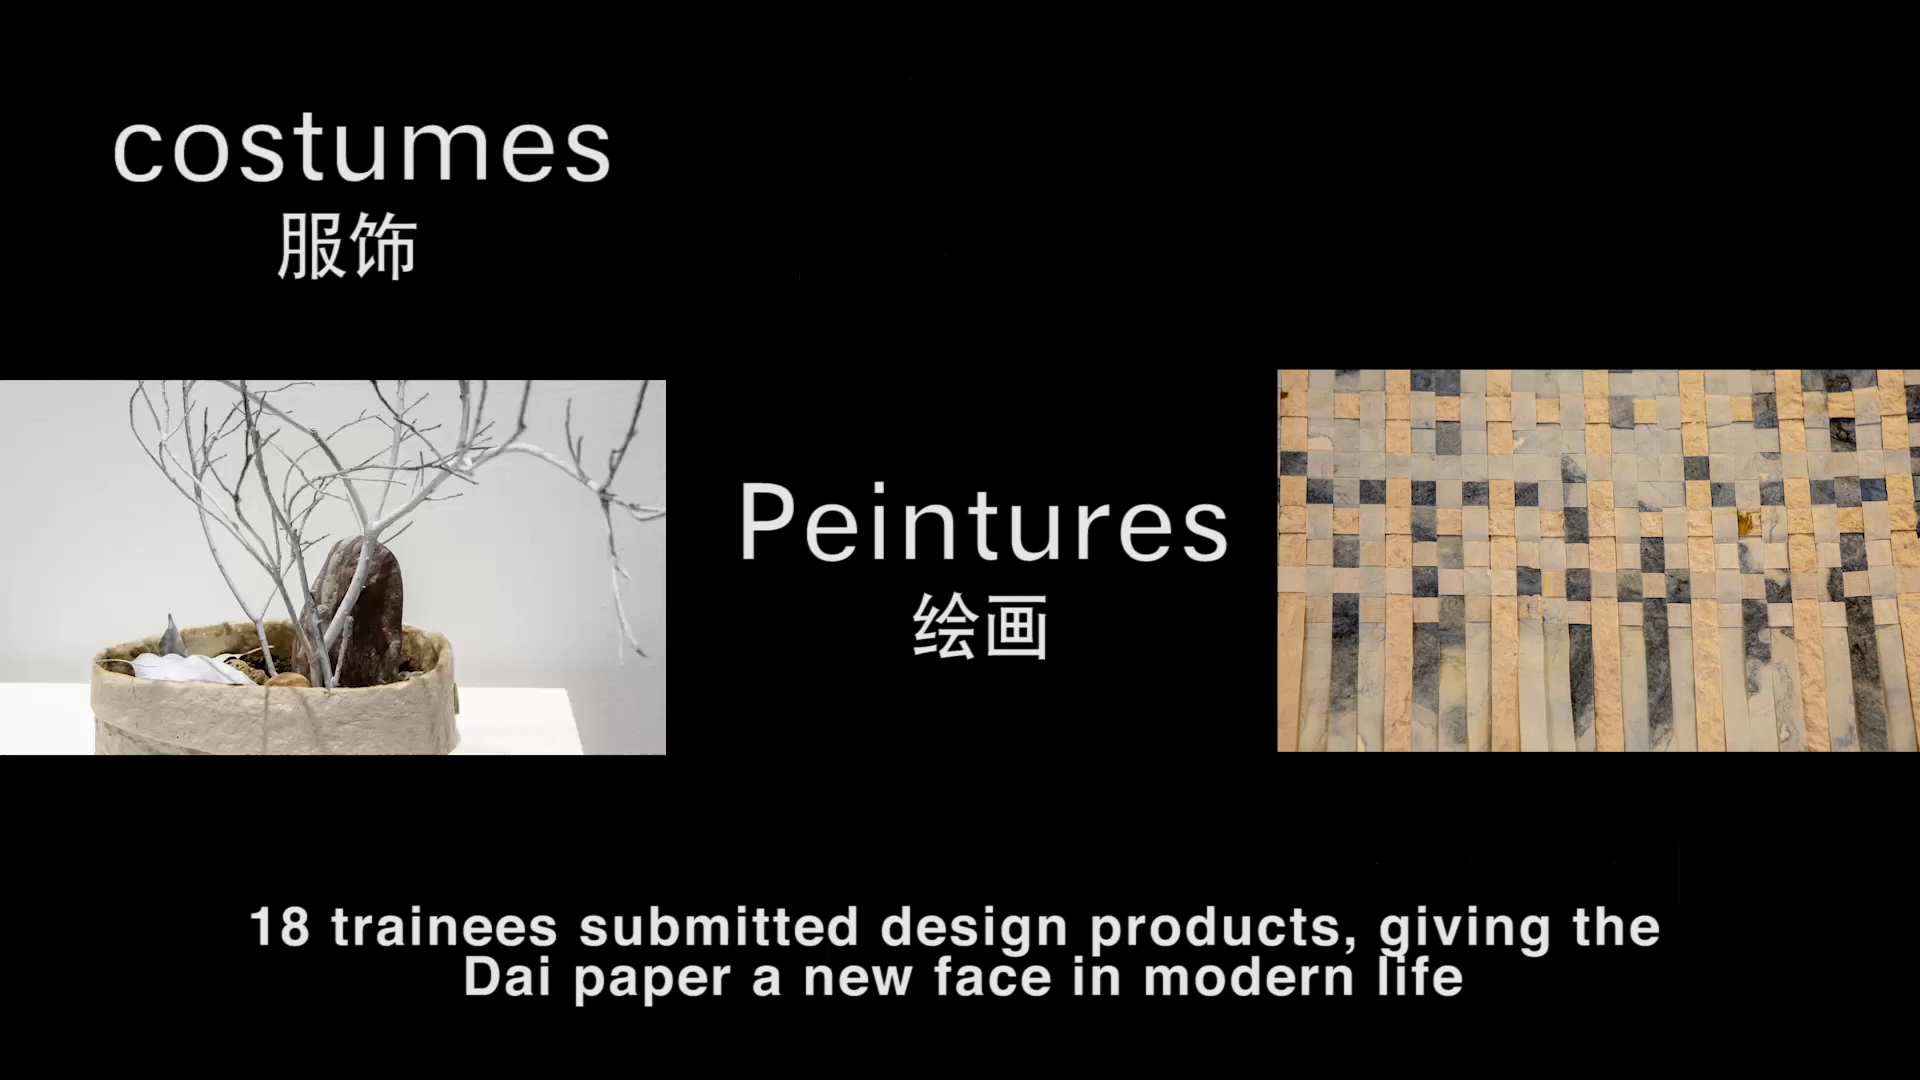 costumes
服饰
Peintures
绘画
18 trainees submitted design products, giving the
Dai paper a new face in modern life